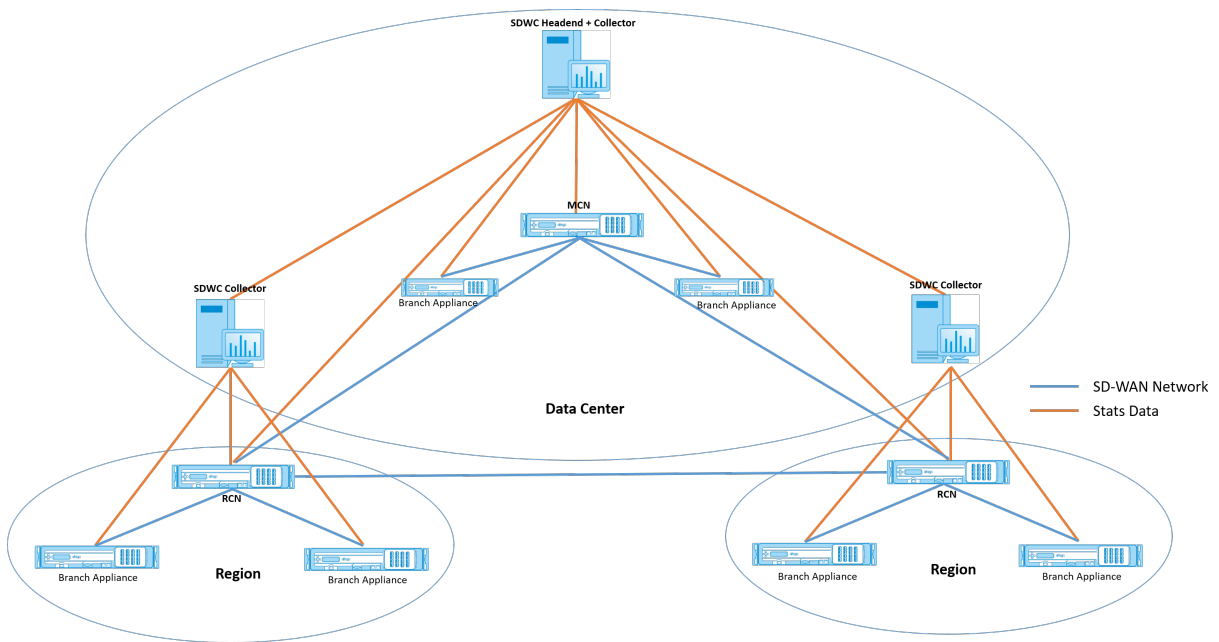 SDWC Headend + Collector
MCN
Branch Appliance
Branch Appliance
SDWC Collector
SDWC Collector
Data Center
SD-WAN Network
Stats Data
RCN
RCN
Branch Appliance
Region
Branch Appliance
Branch Appliance
Region
Branch Appliance